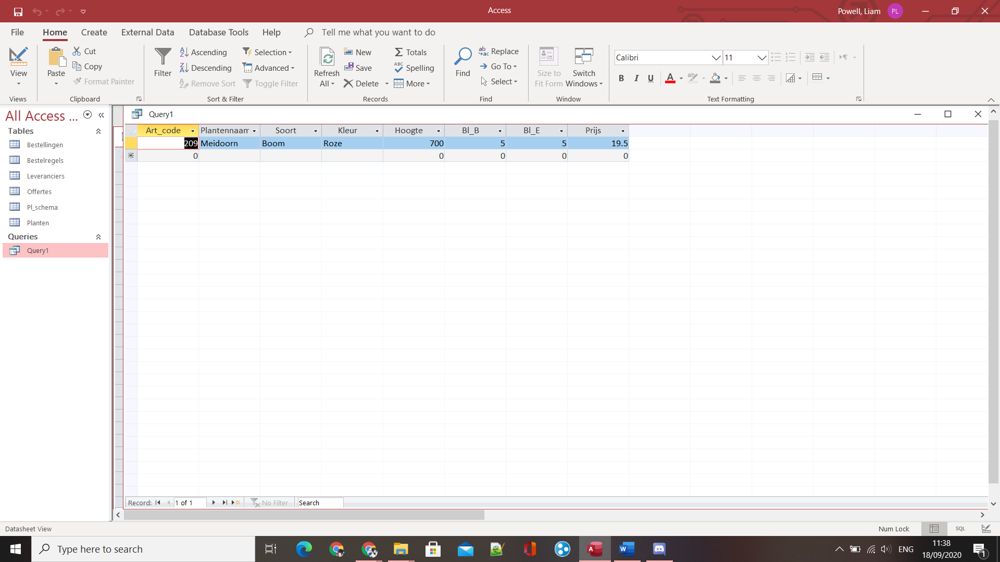 Access
Powell, Liam PL
File Home Create External Data Database Tools Help Tell me what you want to do
View
Views
Paste
Cut
Copy
Format Painter
Clipboard
Filter
Ascending
Descending
Remove Sort
Selection
Advanced
Toggle Filter
Sort & Filter
Refresh All
New
Save
Delete
Totals
Spelling
More
Records
Find
Replace
Go To
Select
Find
Size to Fit Form
Switch Windows
Window
Calibri 11
B I U A
Text Formatting
All Access ...
Tables
Bestellingen
Bestelregels
Leveranciers
Offertes
Pl_schema
Planten
Queries
Query1
Query1
Art_code Plantennaam Soort Kleur Hoogte Bl_B Bl_E Prijs
209 Meidoorn Boom Roze 700 5 5 19.5
0 0 0 0 0
Record: 1 of 1 No Filter Search
Datasheet View
Num Lock SQL
Type here to search
ENG
11:38
18/09/2020
1